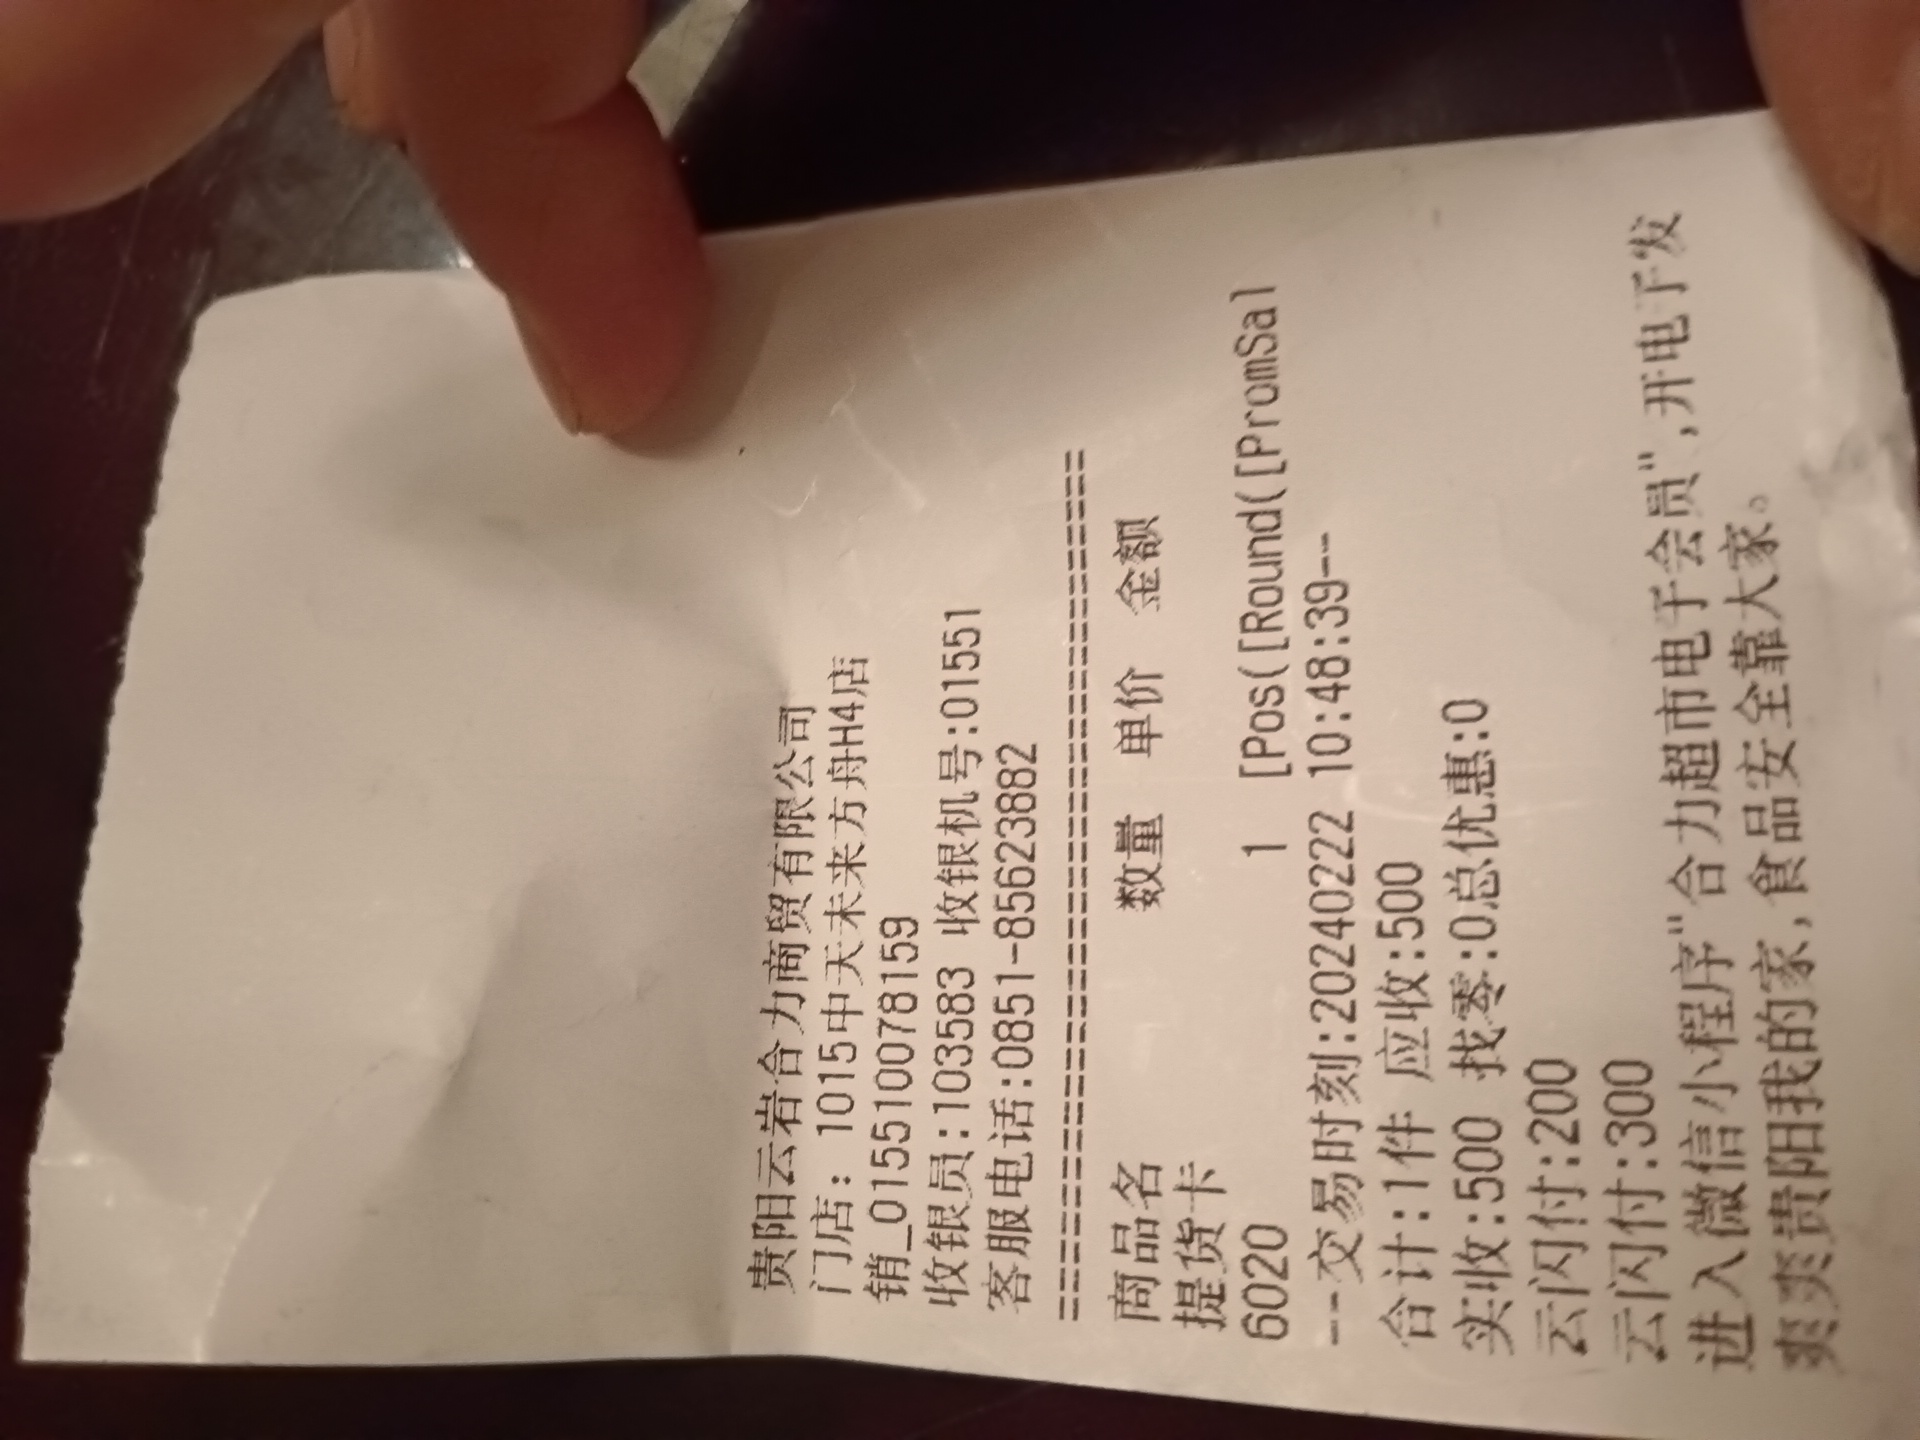 贵阳云岩合力商贸有限公司
门店: 1015中天未来方舟H4店
销_015510078159
收银员:103583 收银机号:01551
客服电话:0851-85623882
================================
商品名 数量 单价 金额
提货卡
6020 1 [Pos([Round([PromSal
--交易时刻:20240222 10:48:39--
合计:1件 应收:500
实收:500 找零:0总优惠:0
云闪付:200
云闪付:300
进入微信小程序"合力超市电子会员",开电子发
爽爽贵阳我的家,食品安全靠大家。